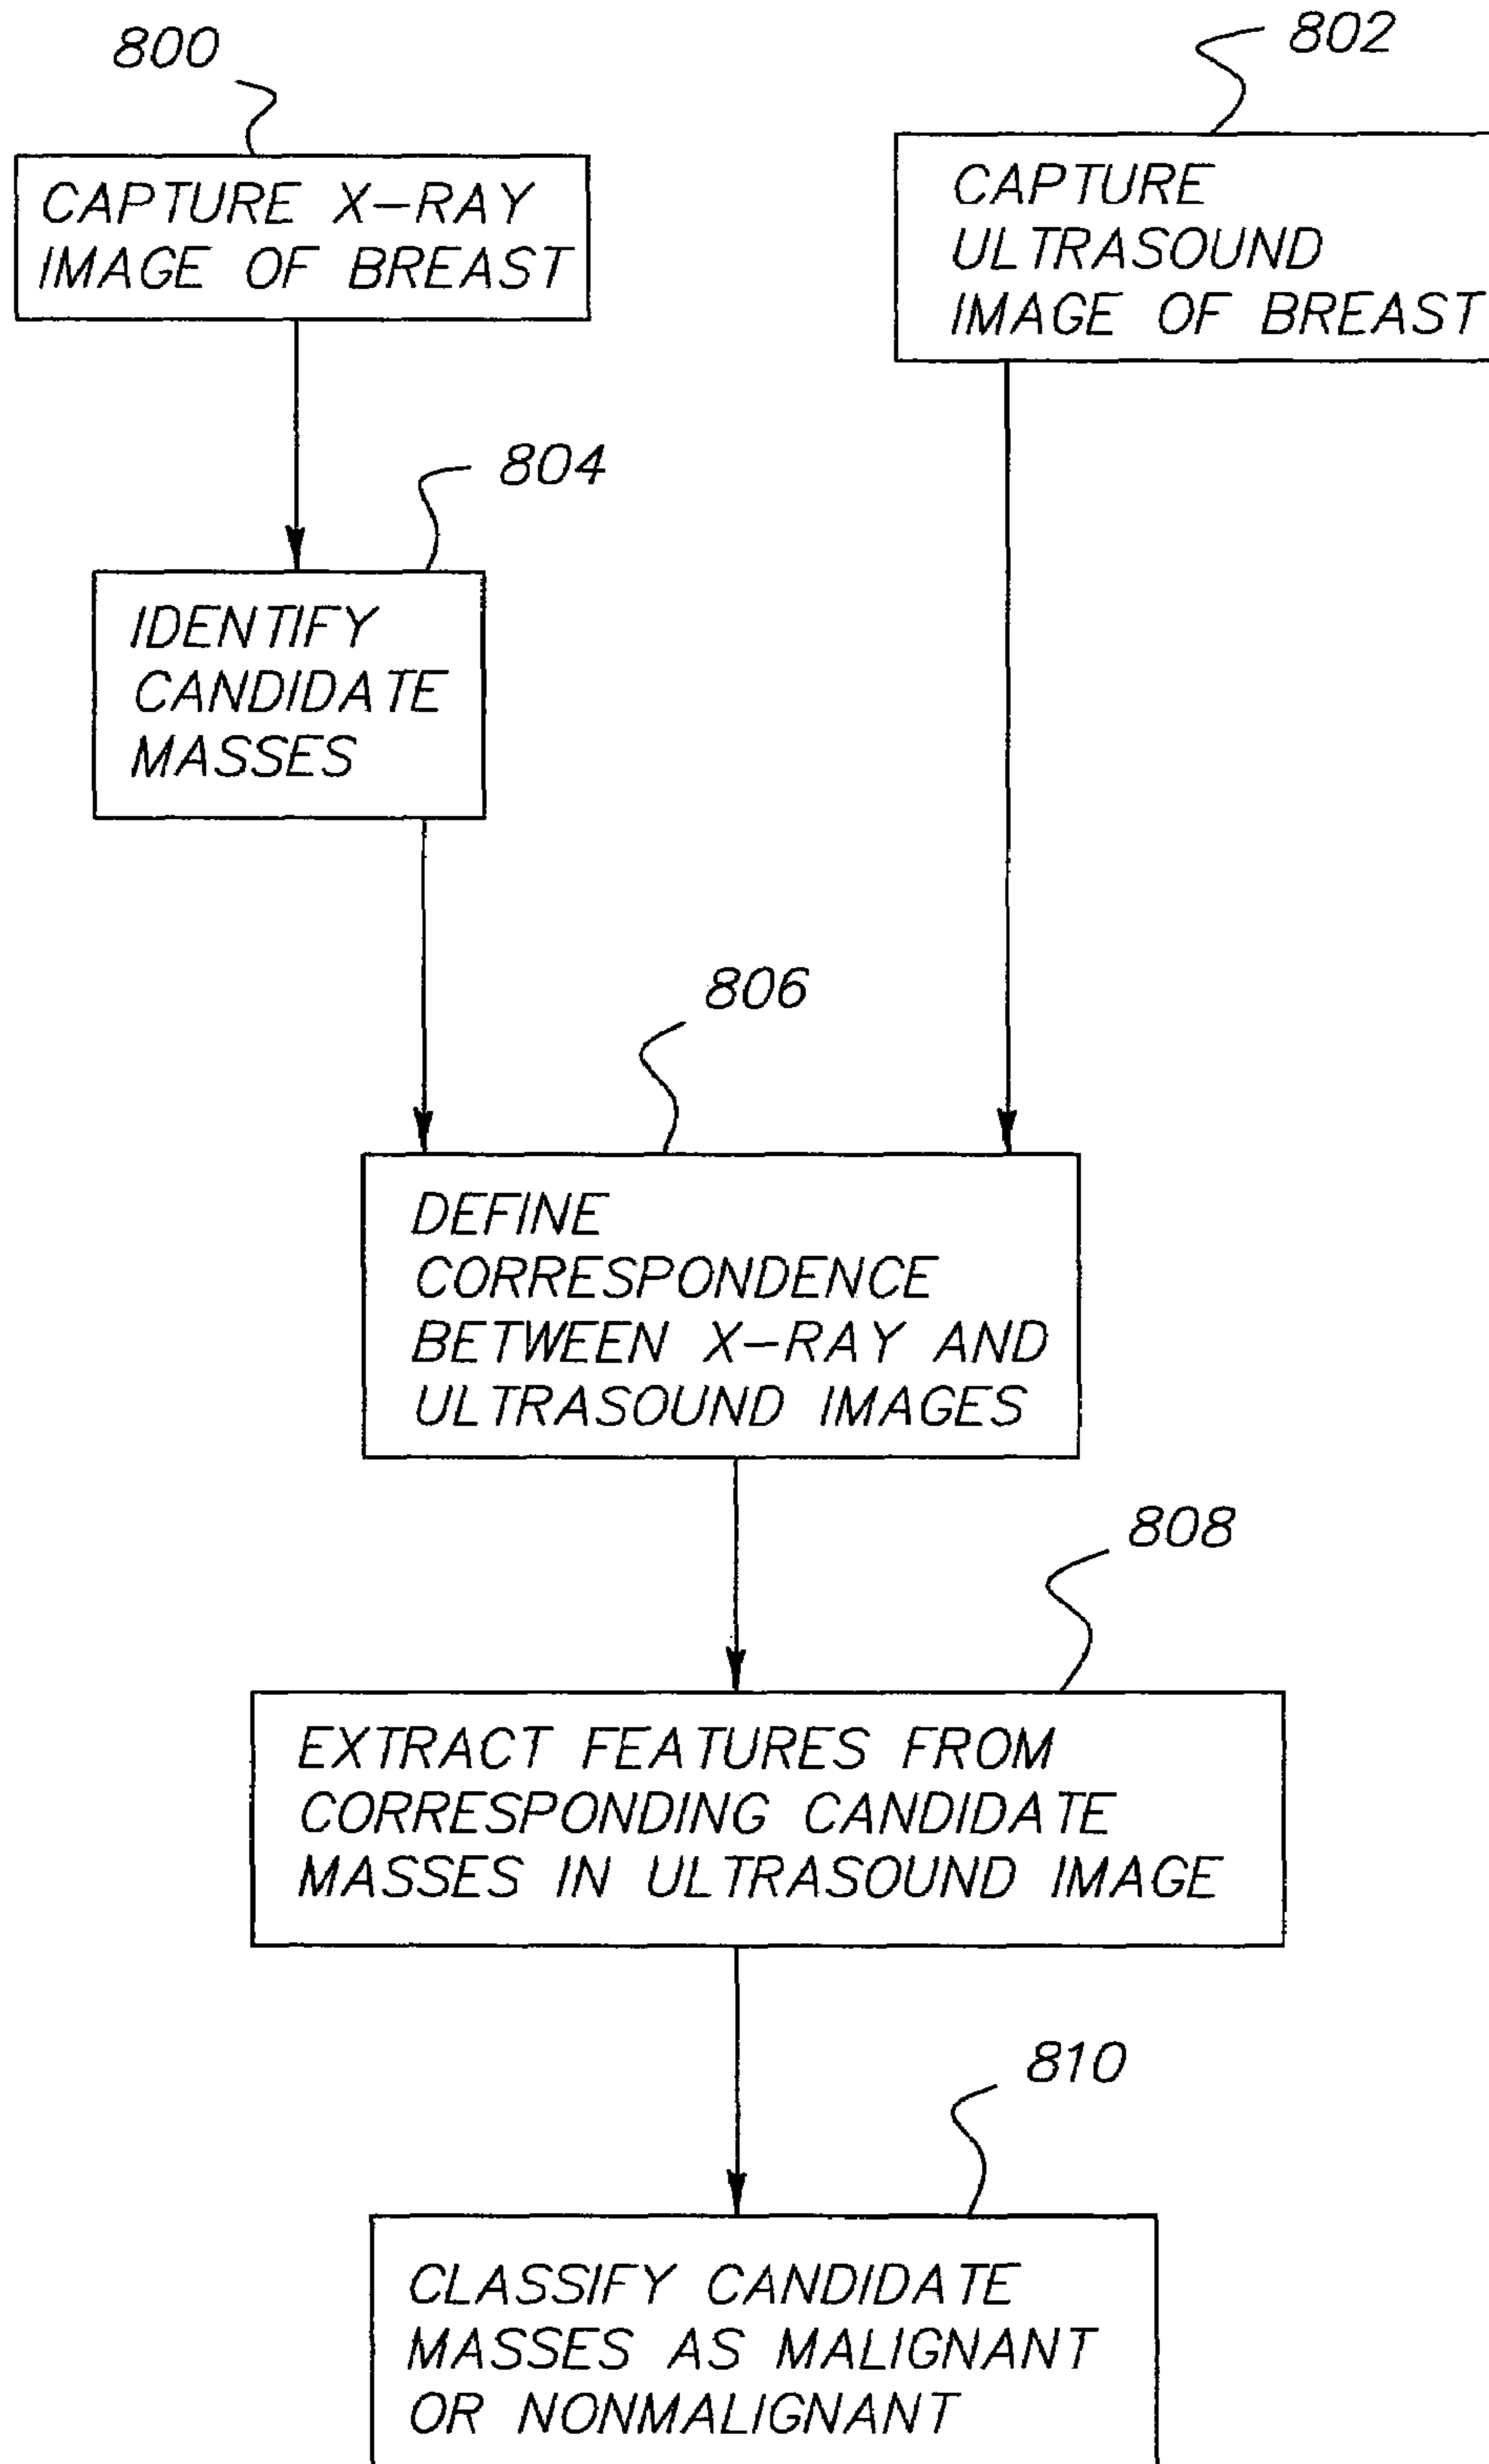 800
CAPTURE X-RAY
IMAGE OF BREAST
802
CAPTURE
ULTRASOUND
IMAGE OF BREAST
804
IDENTIFY
CANDIDATE
MASSES
806
DEFINE
CORRESPONDENCE
BETWEEN X-RAY AND
ULTRASOUND IMAGES
808
EXTRACT FEATURES FROM
CORRESPONDING CANDIDATE
MASSES IN ULTRASOUND IMAGE
810
CLASSIFY CANDIDATE
MASSES AS MALIGNANT
OR NONMALIGNANT